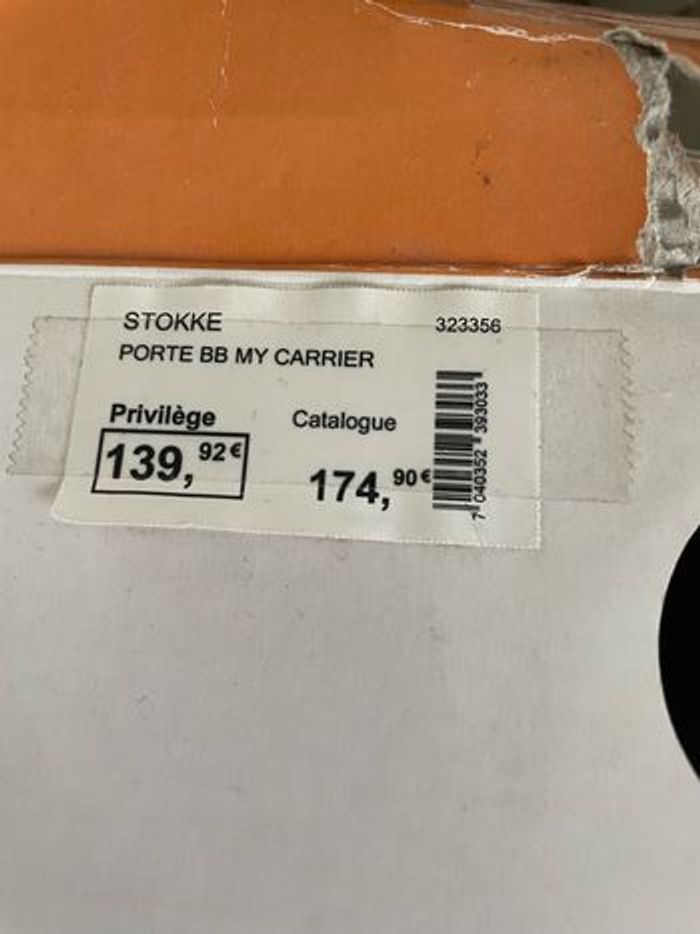 STOKKE 323356
PORTE BB MY CARRIER
Privilège Catalogue
139,92€ 174,90€
7 040352 393033